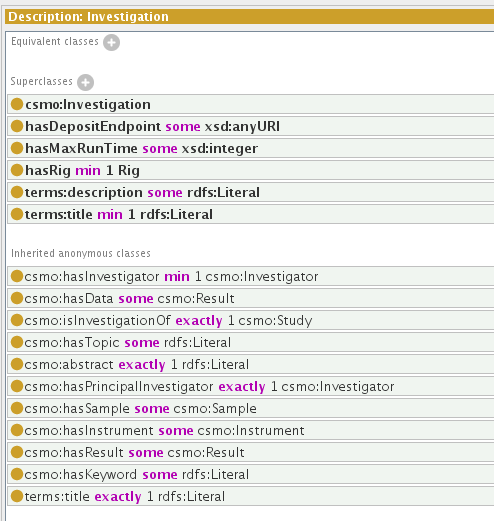 Description: Investigation
Equivalent classes
Superclasses
csmo:Investigation
hasDepositEndpoint some xsd:anyURI
hasMaxRunTime some xsd:integer
hasRig min 1 Rig
terms:description some rdfs:Literal
terms:title min 1 rdfs:Literal
Inherited anonymous classes
csmo:hasInvestigator min 1 csmo:Investigator
csmo:hasData some csmo:Result
csmo:isInvestigationOf exactly 1 csmo:Study
csmo:hasTopic some rdfs:Literal
csmo:abstract exactly 1 rdfs:Literal
csmo:hasPrincipalInvestigator exactly 1 csmo:Investigator
csmo:hasSample some csmo:Sample
csmo:hasInstrument some csmo:Instrument
csmo:hasResult some csmo:Result
csmo:hasKeyword some rdfs:Literal
terms:title exactly 1 rdfs:Literal